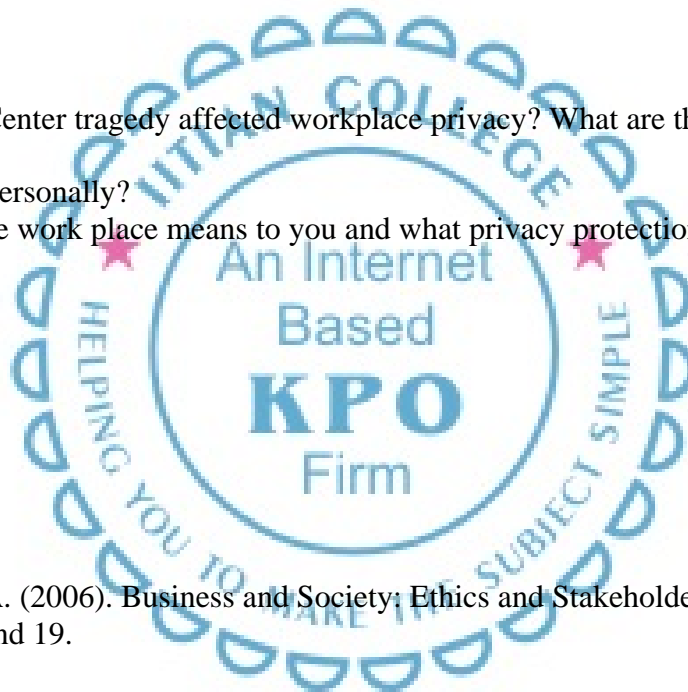 Center tragedy affected workplace privacy? What are th
ersonally?
e work place means to you and what privacy protection
IITIAN COLLEGE
An Internet
Based
KPO
Firm
HELPING YOU TO MAKE THE SUBJECT SIMPLE
. (2006). Business and Society: Ethics and Stakeholde
nd 19.